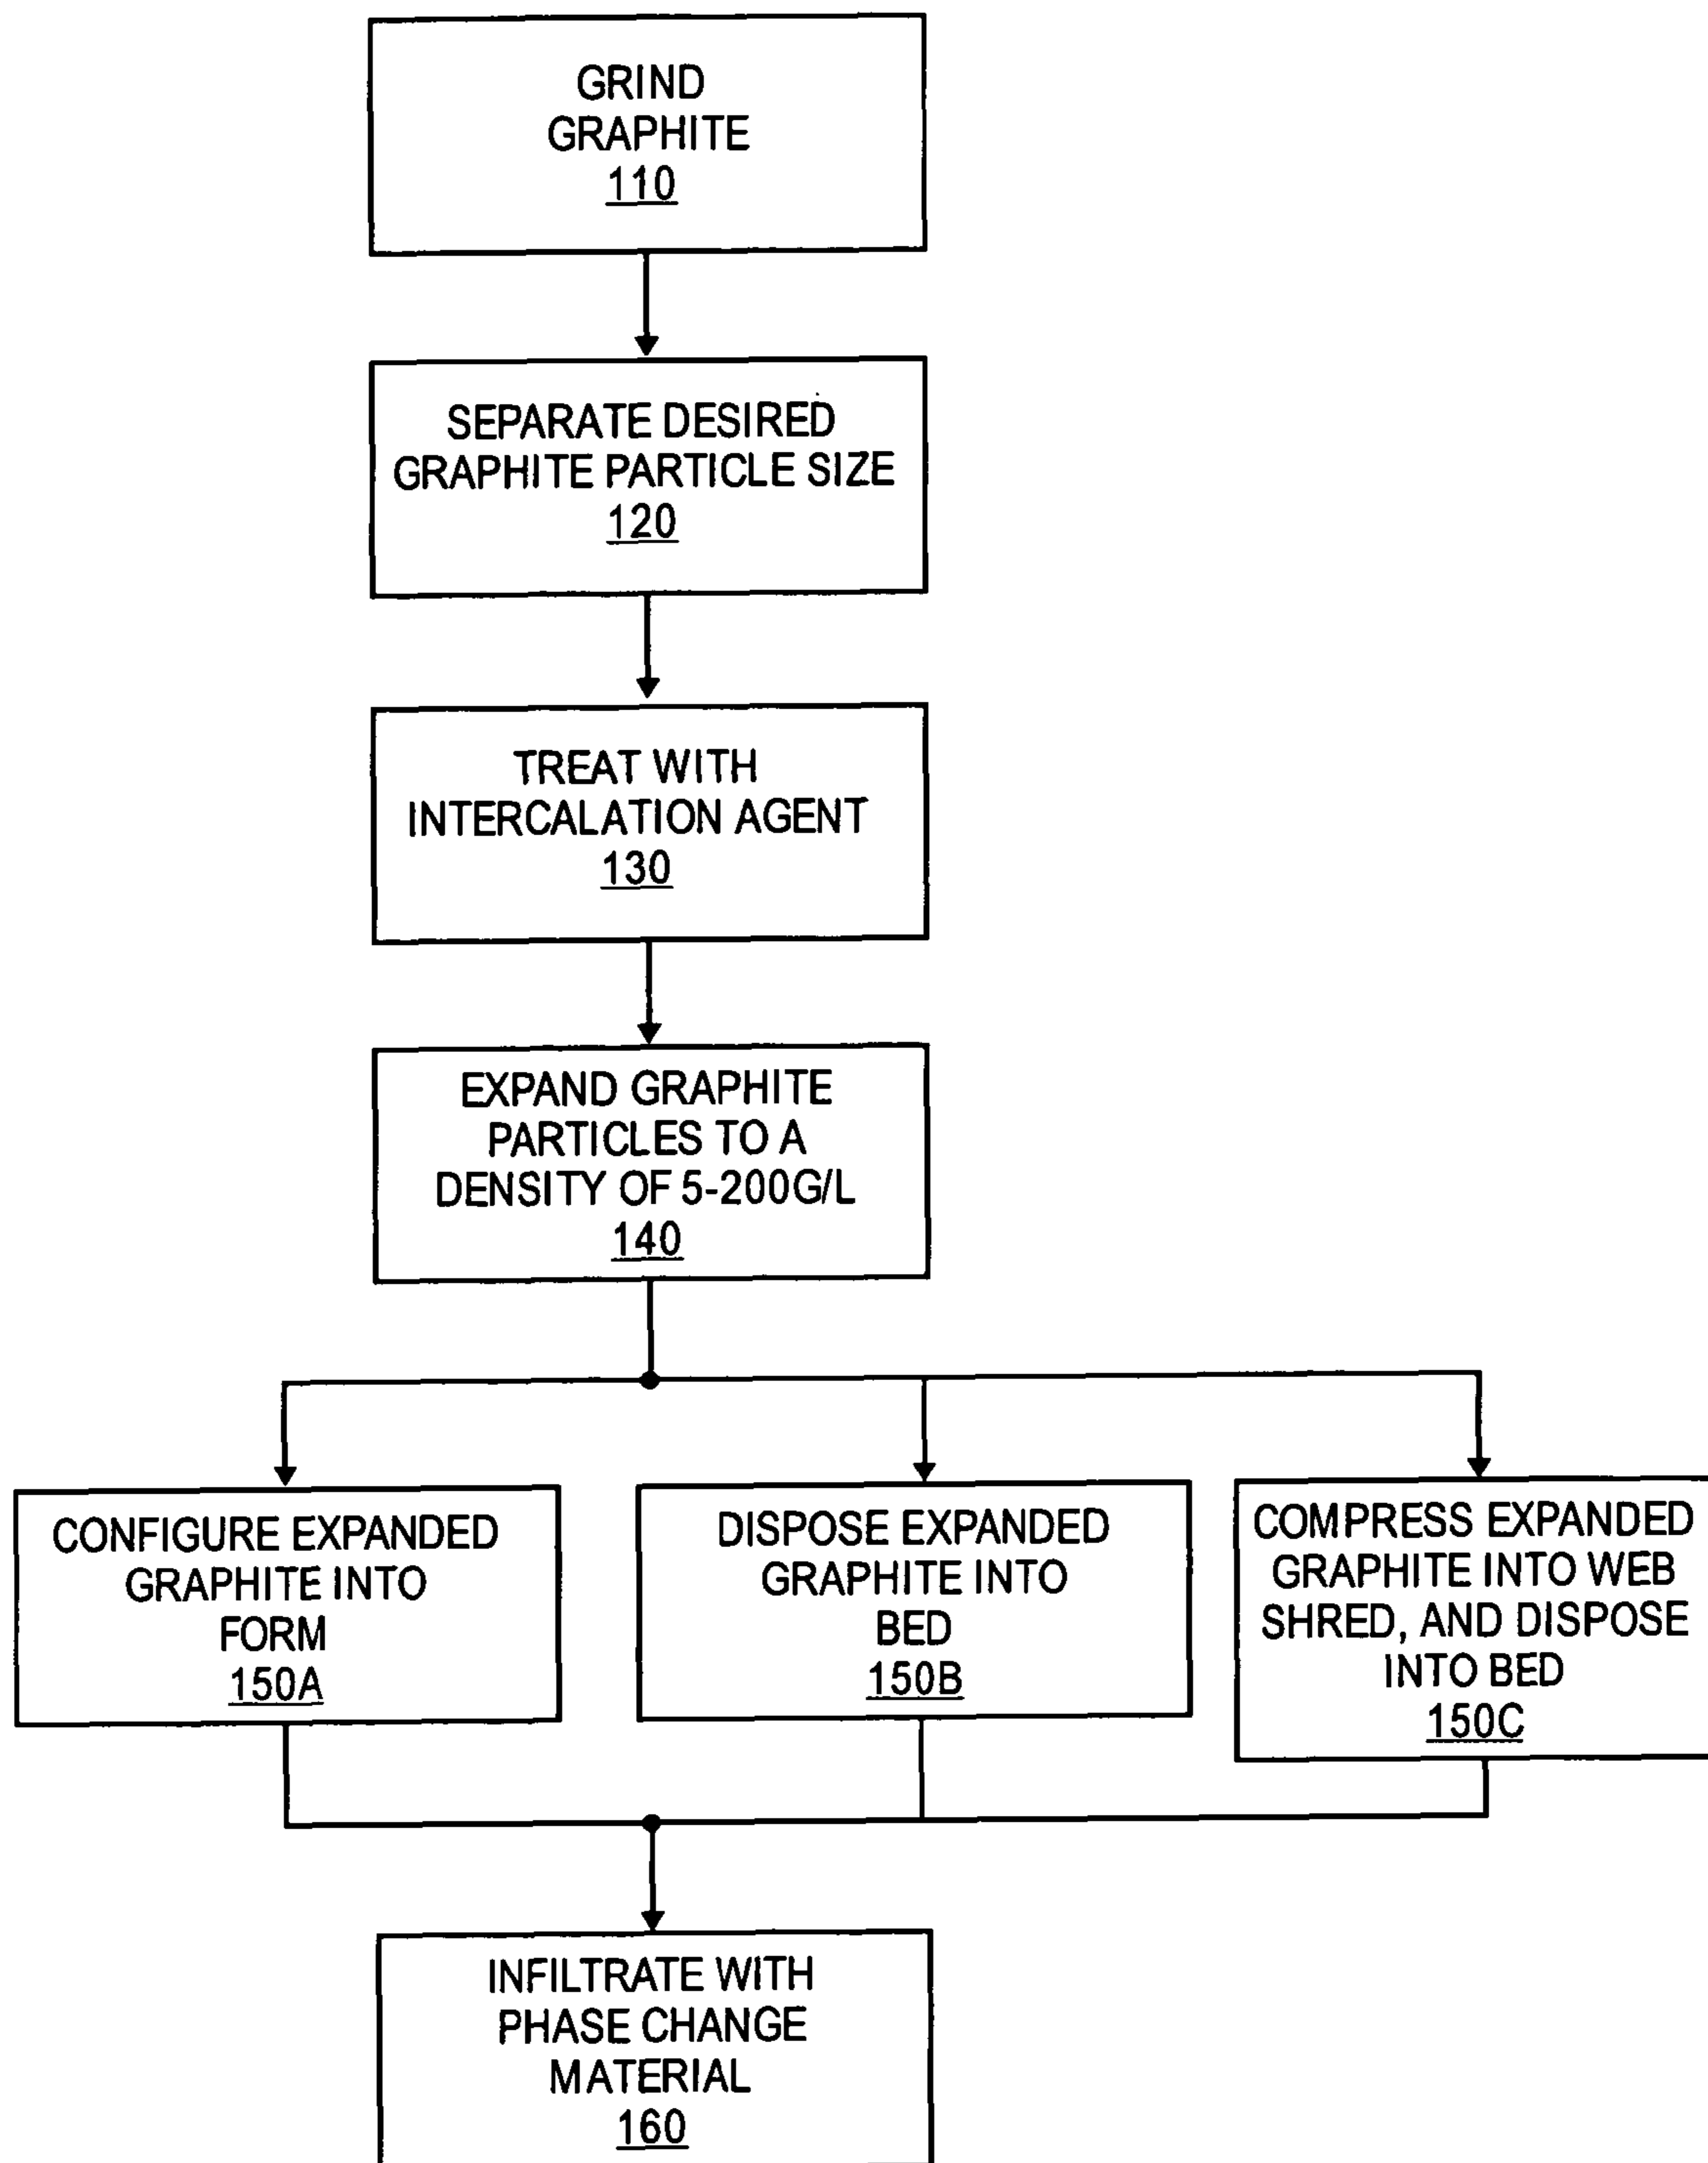 GRIND
GRAPHITE
110
SEPARATE DESIRED
GRAPHITE PARTICLE SIZE
120
TREAT WITH
INTERCALATION AGENT
130
EXPAND GRAPHITE
PARTICLES TO A
DENSITY OF 5-200G/L
140
CONFIGURE EXPANDED
GRAPHITE INTO
FORM
150A
DISPOSE EXPANDED
GRAPHITE INTO
BED
150B
COMPRESS EXPANDED
GRAPHITE INTO WEB
SHRED, AND DISPOSE
INTO BED
150C
INFILTRATE WITH
PHASE CHANGE
MATERIAL
160